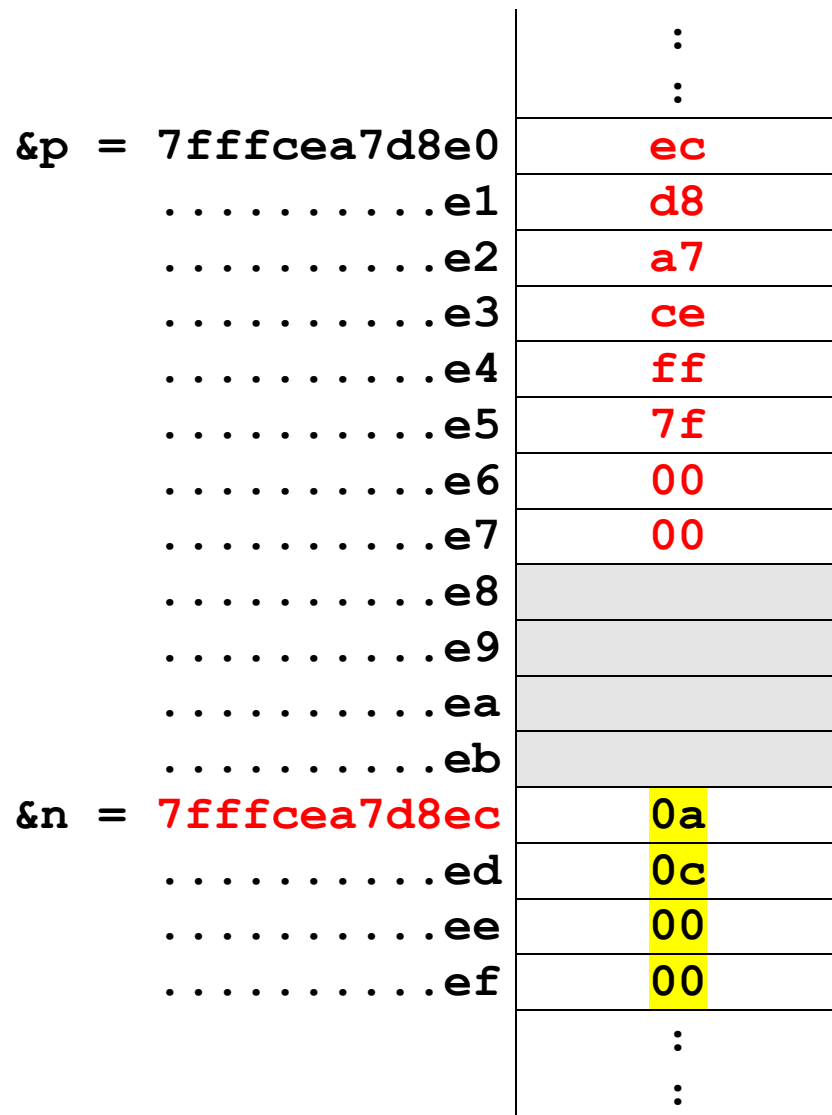 :
:
&p = 7fffcea7d8e0 ec
..........e1 d8
..........e2 a7
..........e3 ce
..........e4 ff
..........e5 7f
..........e6 00
..........e7 00
..........e8
..........e9
..........ea
..........eb
&n = 7fffcea7d8ec 0a
..........ed 0c
..........ee 00
..........ef 00
:
: